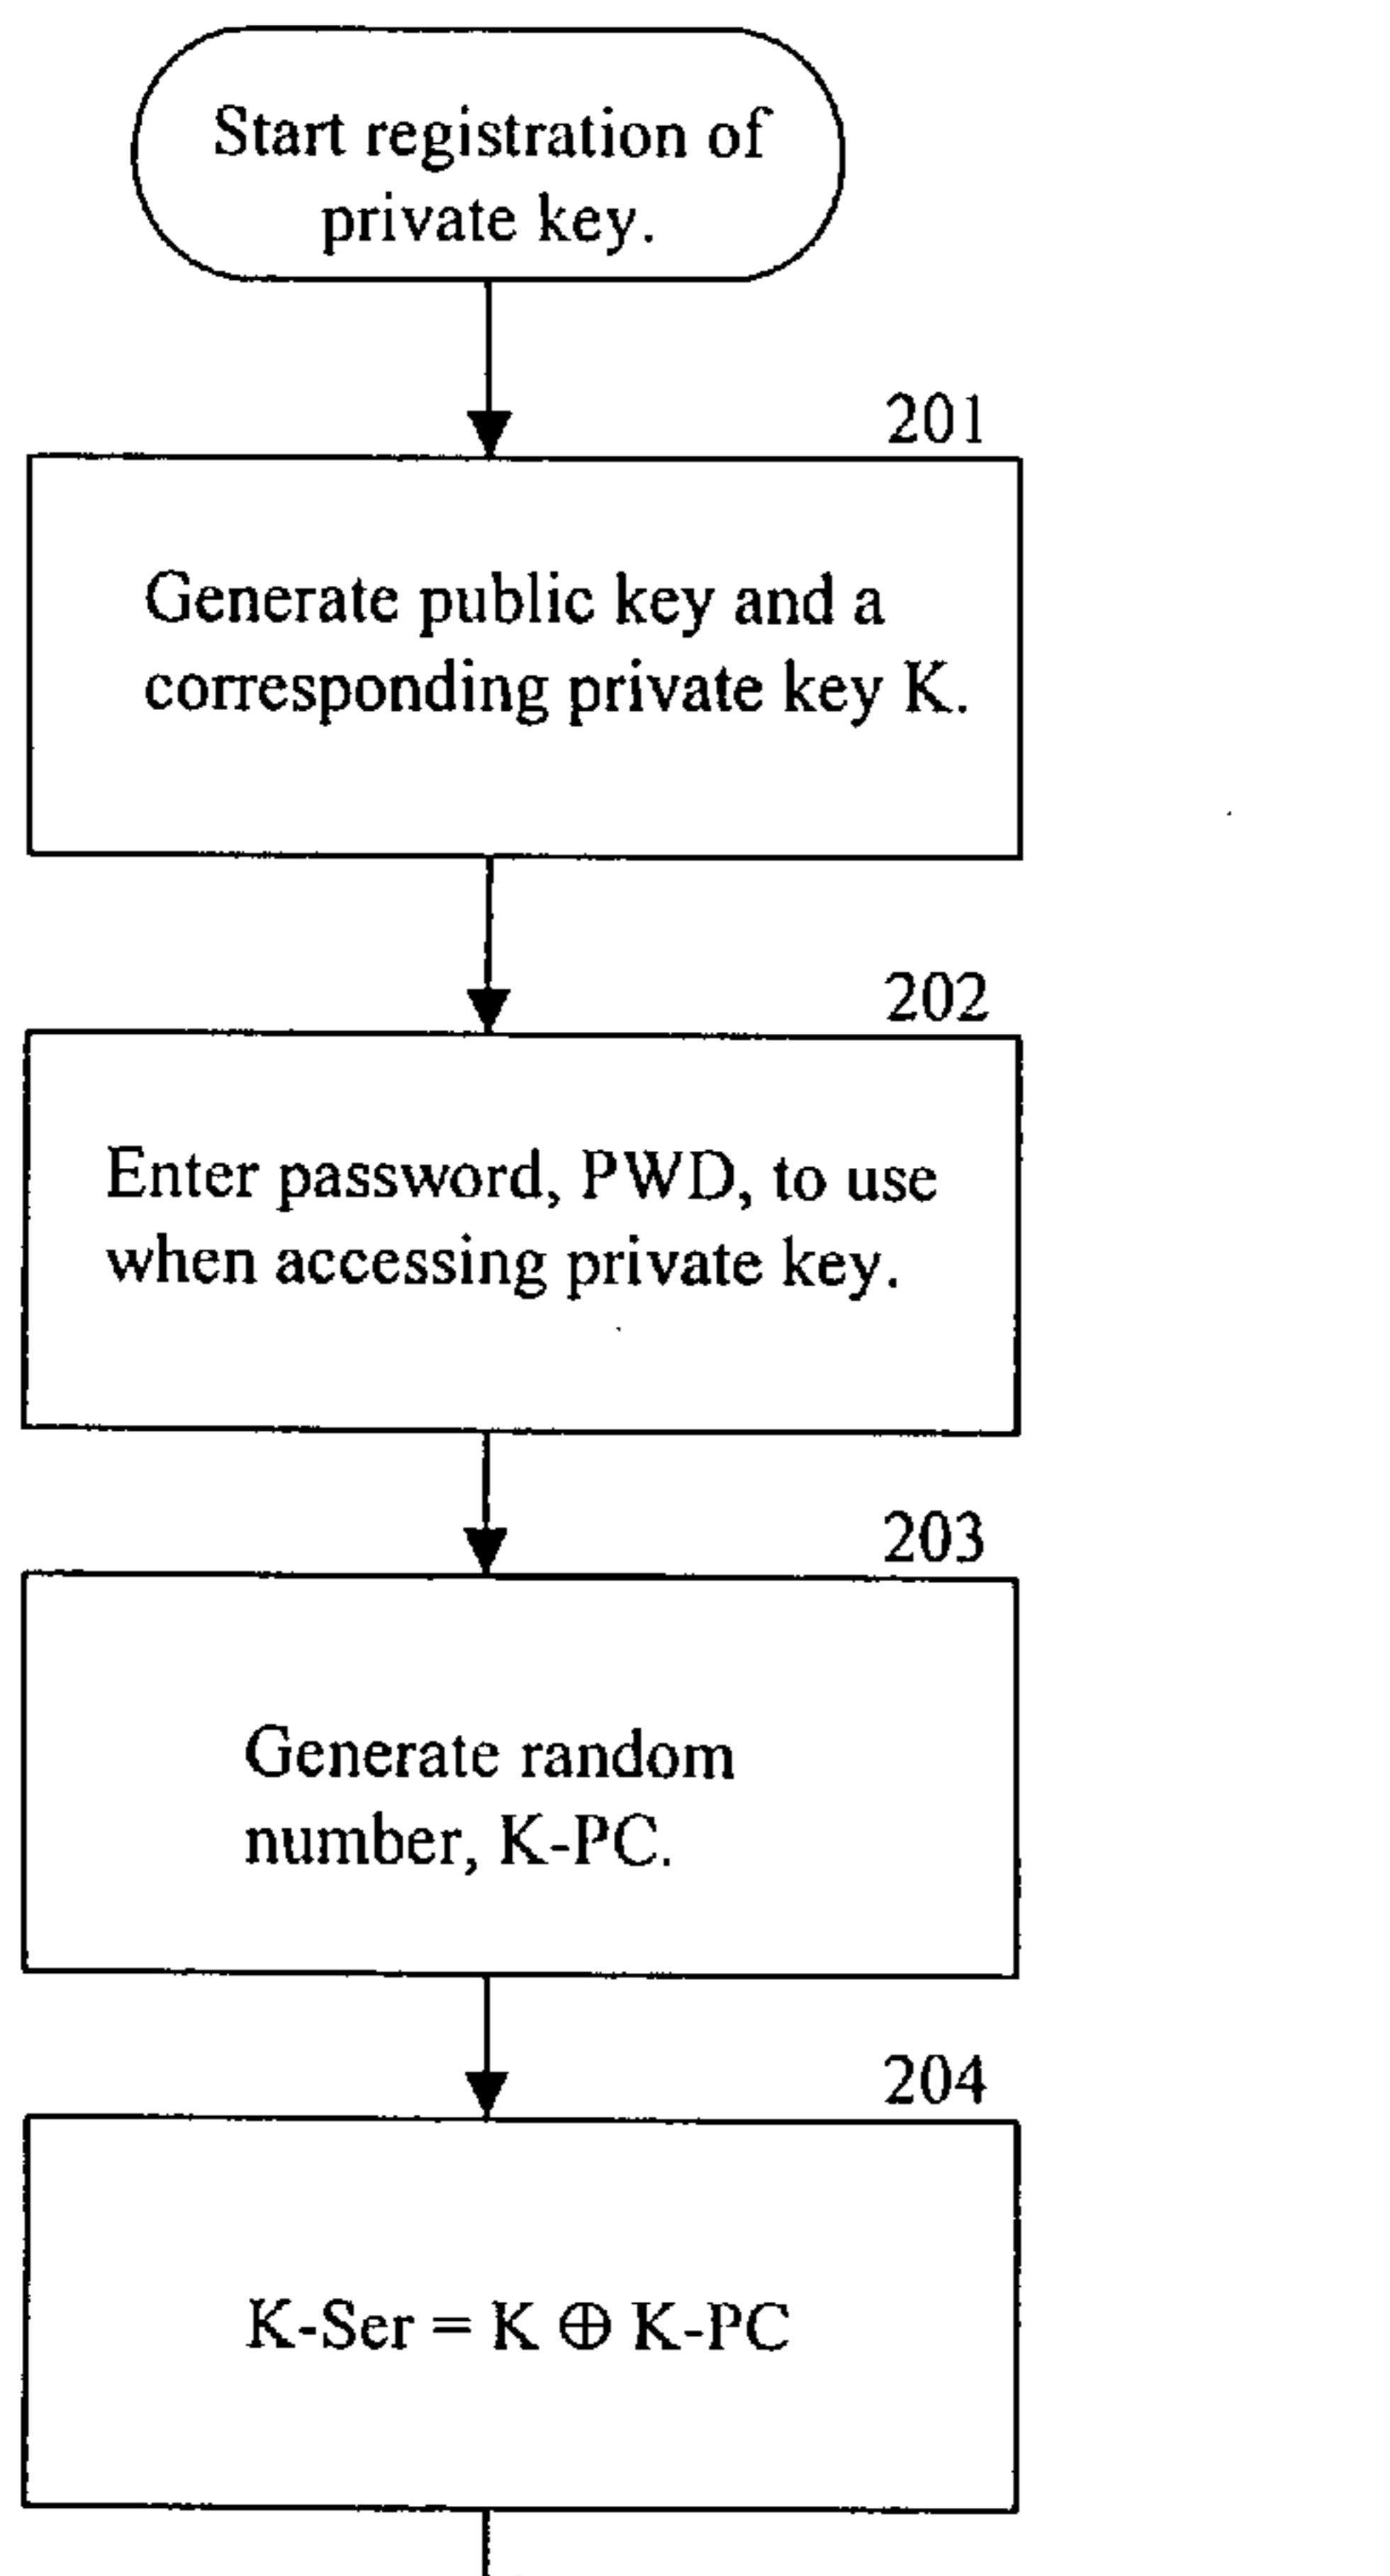 Start registration of
private key.
201
Generate public key and a
corresponding private key K.
202
Enter password, PWD, to use
when accessing private key.
203
Generate random
number, K-PC.
204
K-Ser = K ⊕ K-PC